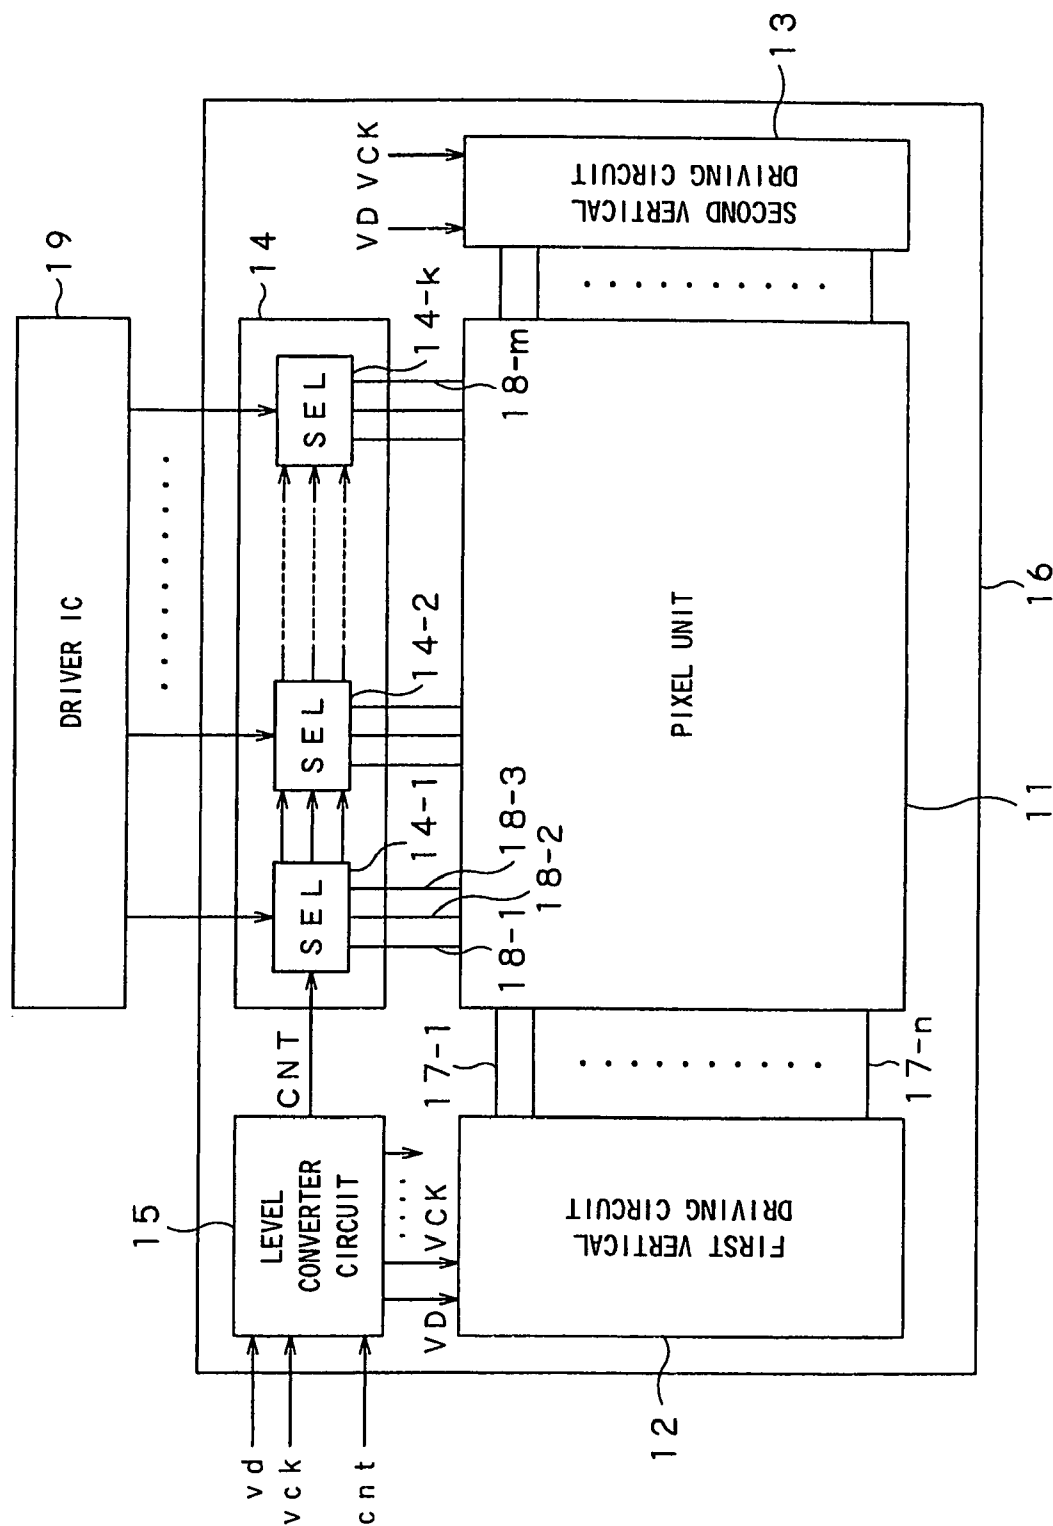 19
DRIVER IC
14
14-1
14-2
14-k
SEL
SEL
SEL
15
LEVEL
CONVERTER
CIRCUIT
CNT
vd
vck
cnt
VD
VCK
VD
VCK
18-1
18-2
18-3
18-m
17-1
17-n
FIRST VERTICAL
DRIVING CIRCUIT
12
PIXEL UNIT
11
SECOND VERTICAL
DRIVING CIRCUIT
13
16